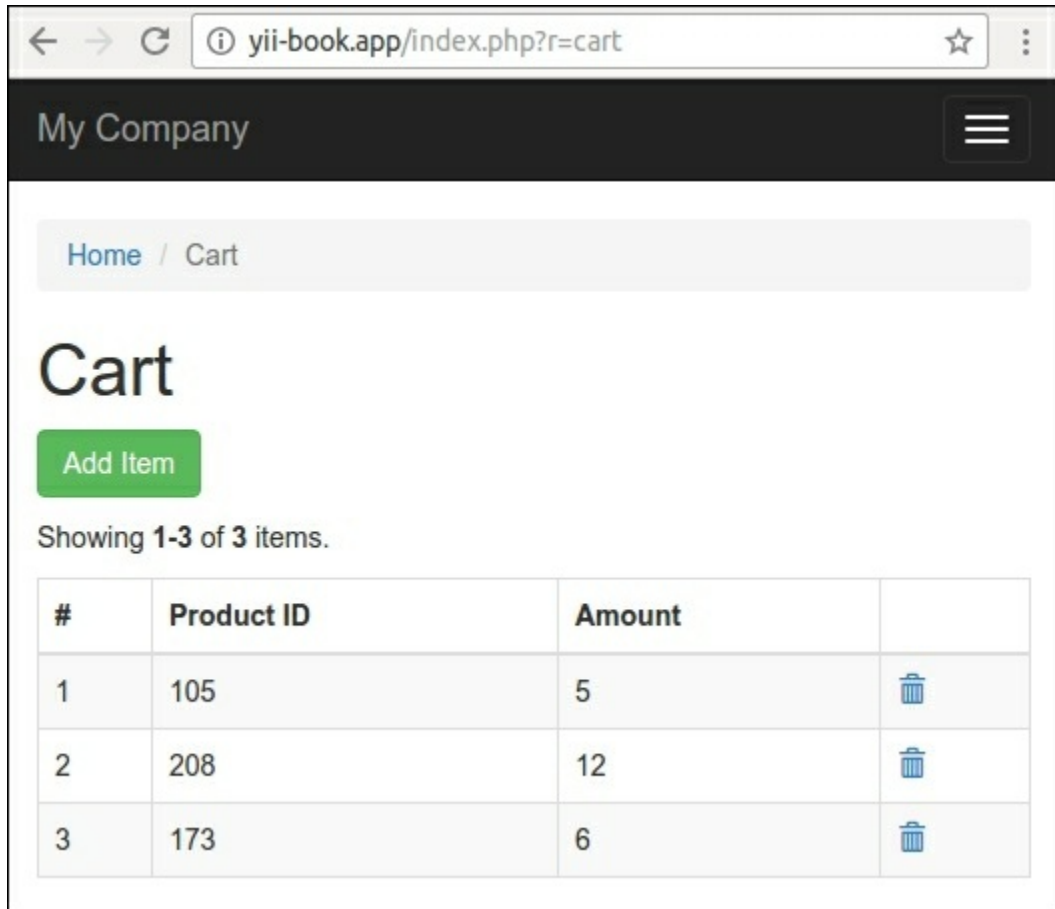 yii-book.app/index.php?r=cart
My Company
Home / Cart
Cart
Add Item
Showing 1-3 of 3 items.
# Product ID Amount
1 105 5
2 208 12
3 173 6